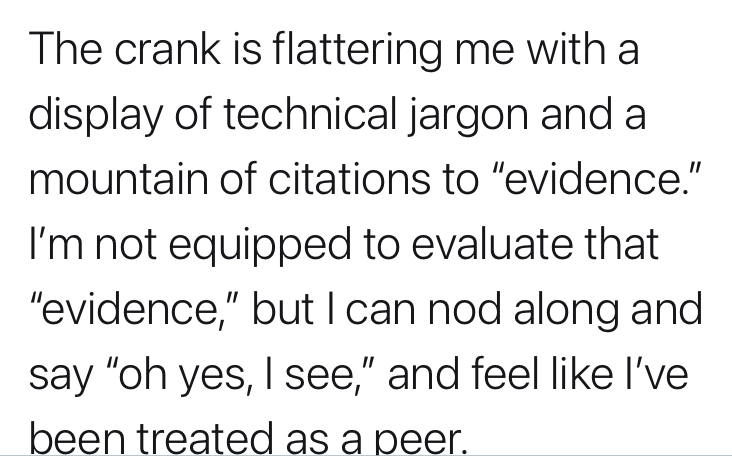 The crank is flattering me with a
display of technical jargon and a
mountain of citations to “evidence.”
I’m not equipped to evaluate that
“evidence,” but I can nod along and
say “oh yes, I see,” and feel like I’ve
been treated as a peer.